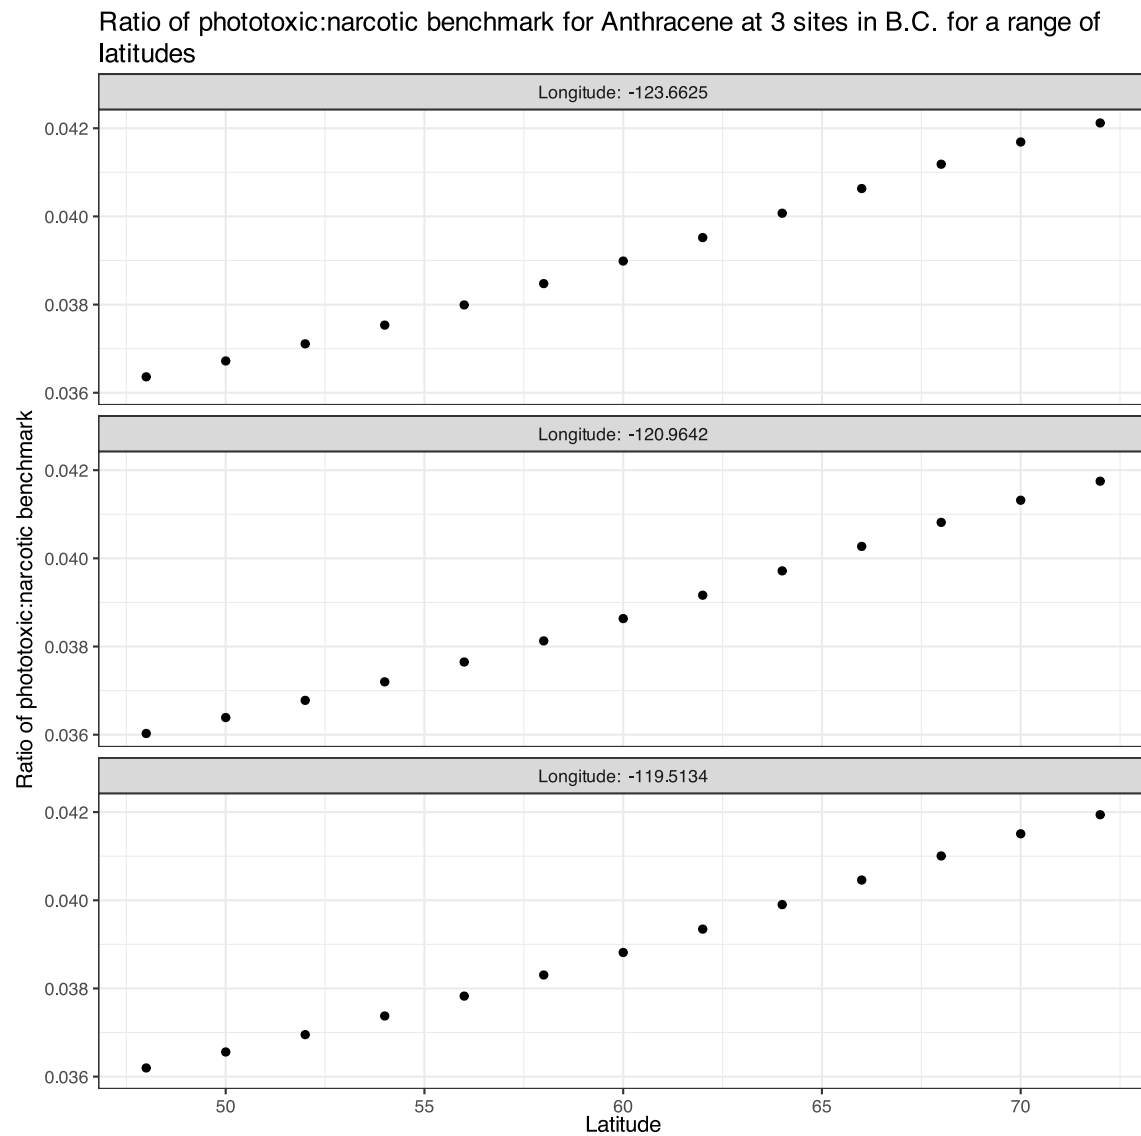 Ratio of phototoxic:narcotic benchmark for Anthracene at 3 sites in B.C. for a range of
latitudes
Longitude: -123.6625
0.042
0.040
0.038
0.036
Longitude: -120.9642
0.042
0.040
0.038
0.036
Longitude: -119.5134
0.042
0.040
0.038
0.036
Ratio of phototoxic:narcotic benchmark
50 55 60 65 70
Latitude